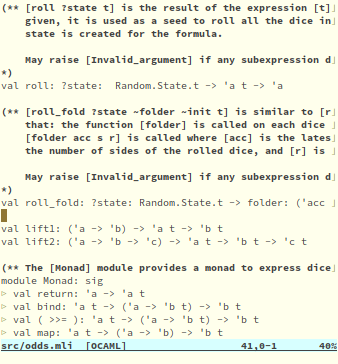 (** [roll ?state t] is the result of the expression [t]
given, it is used as a seed to roll all the dice in
state is created for the formula.
May raise [Invalid_argument] if any subexpression d
*)
val roll: ?state:  Random.State.t -> 'a t -> 'a
(** [roll_fold ?state ~folder ~init t] is similar to [r
that: the function [folder] is called on each dice
[folder acc s r] is called where [acc] is the lates
the number of sides of the rolled dice, and [r] is
May raise [Invalid_argument] if any subexpression d
*)
val roll_fold: ?state: Random.State.t -> folder: ('acc
val lift1: ('a -> 'b) -> 'a t -> 'b t
val lift2: ('a -> 'b -> 'c) -> 'a t -> 'b t -> 'c t
(** The [Monad] module provides a monad to express dice
module Monad: sig
▷ val return: 'a -> 'a t
▷ val bind: 'a t -> ('a -> 'b t) -> 'b t
▷ val ( >>= ): 'a t -> ('a -> 'b t) -> 'b t
▷ val map: 'a t -> ('a -> 'b) -> 'b t
src/odds.mli  [OCAML]  41,0-1  40%